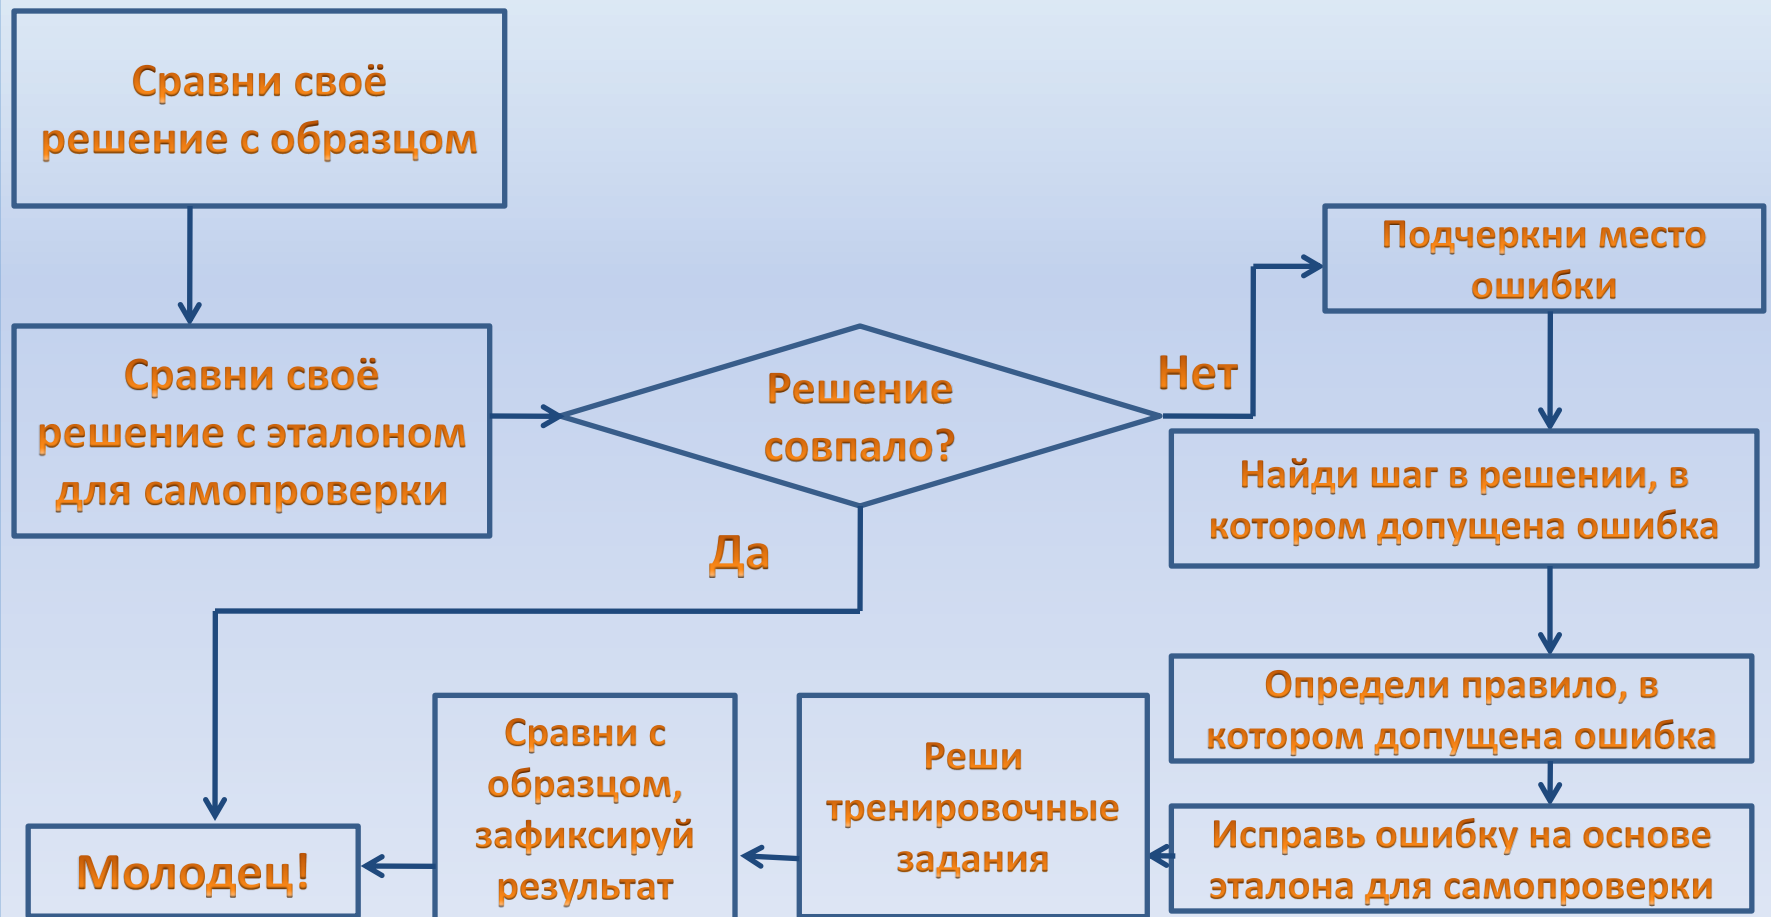 Сравни своё
решение с образцом
Сравни своё
решение с эталоном
для самопроверки
Решение
совпало?
Нет
Да
Подчеркни место
ошибки
Найди шаг в решении, в
котором допущена ошибка
Определи правило, в
котором допущена ошибка
Исправь ошибку на основе
эталона для самопроверки
Реши
тренировочные
задания
Сравни с
образцом,
зафиксируй
результат
Молодец!